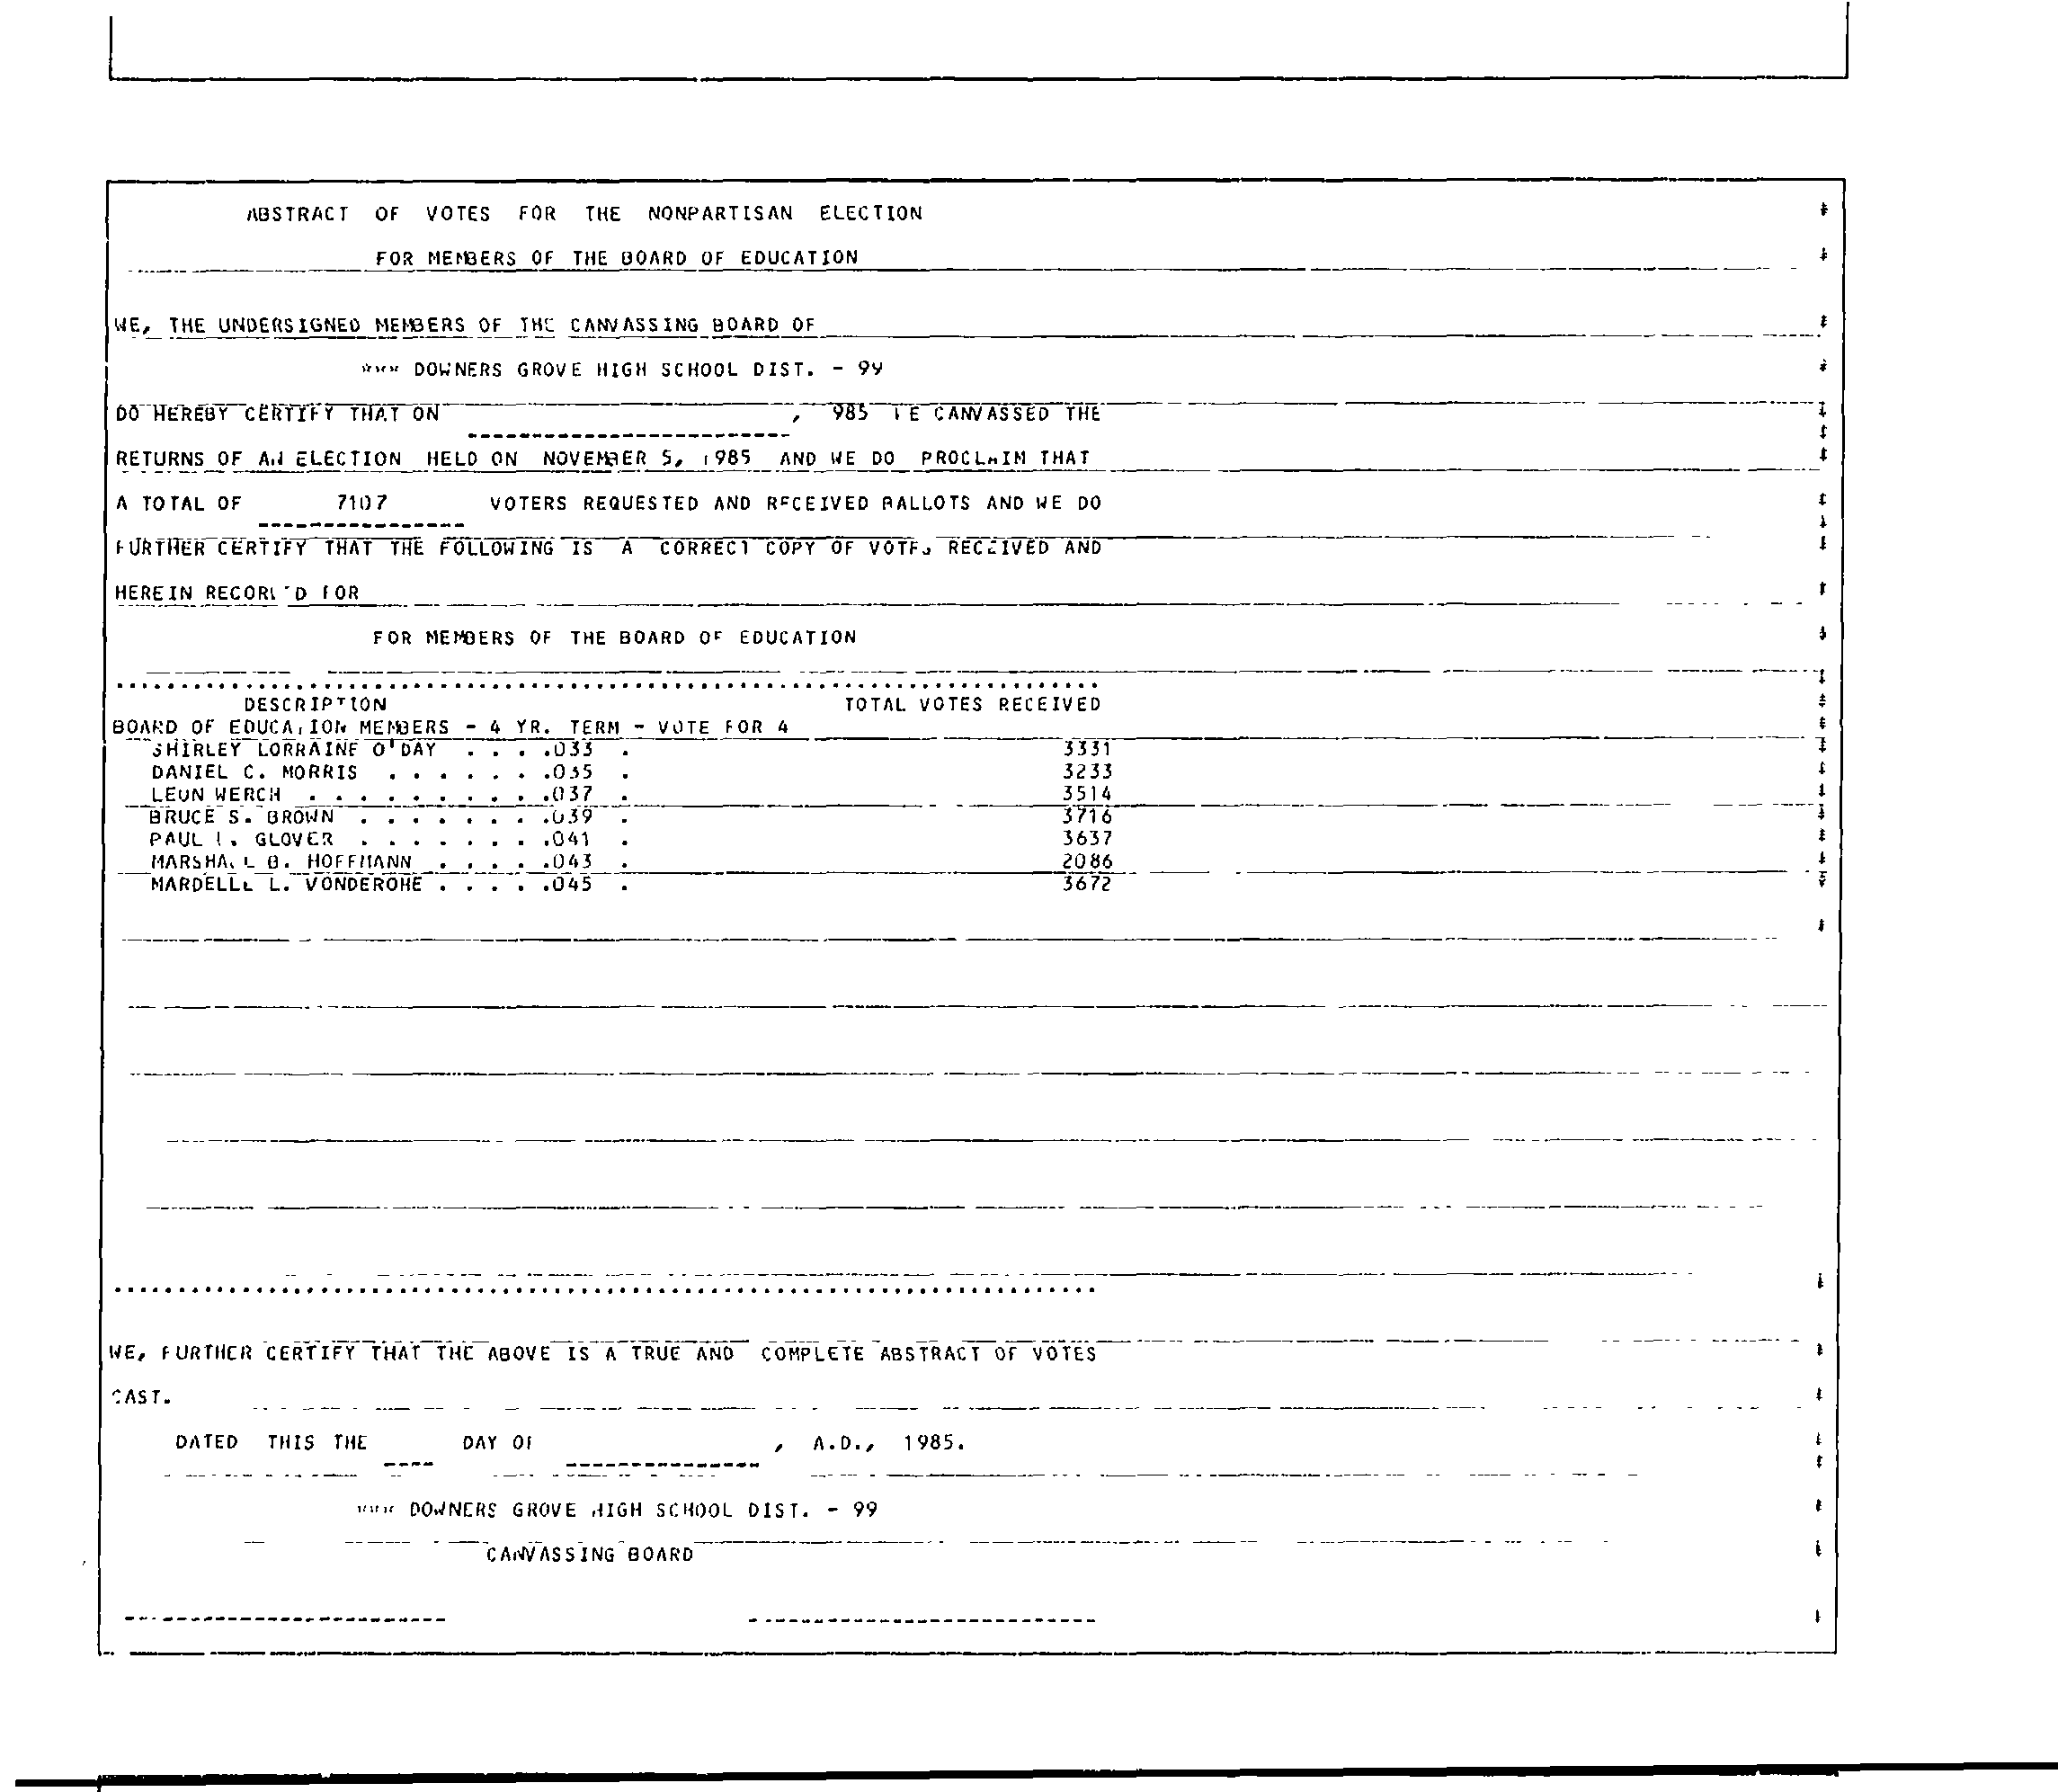 ABSTRACT OF VOTES FOR THE NONPARTISAN ELECTION
FOR MEMBERS OF THE BOARD OF EDUCATION
WE, THE UNDERSIGNED MEMBERS OF THE CANVASSING BOARD OF
*** DOWNERS GROVE HIGH SCHOOL DIST. - 99
DO HEREBY CERTIFY THAT ON , 985 E CANVASSED THE
RETURNS OF AN ELECTION HELD ON NOVEMBER 5, 1985 AND WE DO PROCLAIM THAT
A TOTAL OF 7107 VOTERS REQUESTED AND RECEIVED BALLOTS AND WE DO
FURTHER CERTIFY THAT THE FOLLOWING IS A CORRECT COPY OF VOTES RECEIVED AND
HEREIN RECORDED FOR
FOR MEMBERS OF THE BOARD OF EDUCATION
DESCRIPTION TOTAL VOTES RECEIVED
BOARD OF EDUCATION MEMBERS - 4 YR. TERM - VOTE FOR 4
SHIRLEY LORRAINE O'DAY . . . .033 . 3331
DANIEL C. MORRIS . . . . . . .035 . 3233
LEON WERCH . . . . . . . . . .037 . 3514
BRUCE S. BROWN . . . . . . . .039 . 3716
PAUL GLOVER . . . . . . . .041 . 3637
MARSHALL B. HOFFMANN . . . . .043 . 2086
MARDELLE L. VONDEROHE . . . . .045 . 3672
WE, FURTHER CERTIFY THAT THE ABOVE IS A TRUE AND COMPLETE ABSTRACT OF VOTES
CAST.
DATED THIS THE DAY OF , A.D., 1985.
*** DOWNERS GROVE HIGH SCHOOL DIST. - 99
CANVASSING BOARD